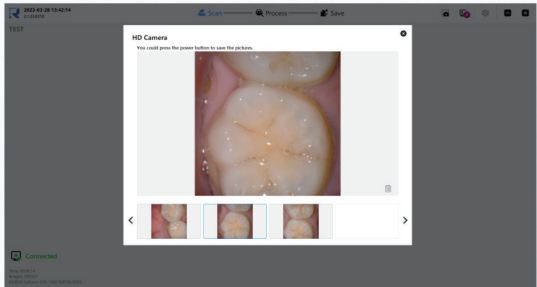 2023-02-28 13:42:14
Scan
Process
Save
TEST
HD Camera
You could press the power button to save the pictures.
Connected